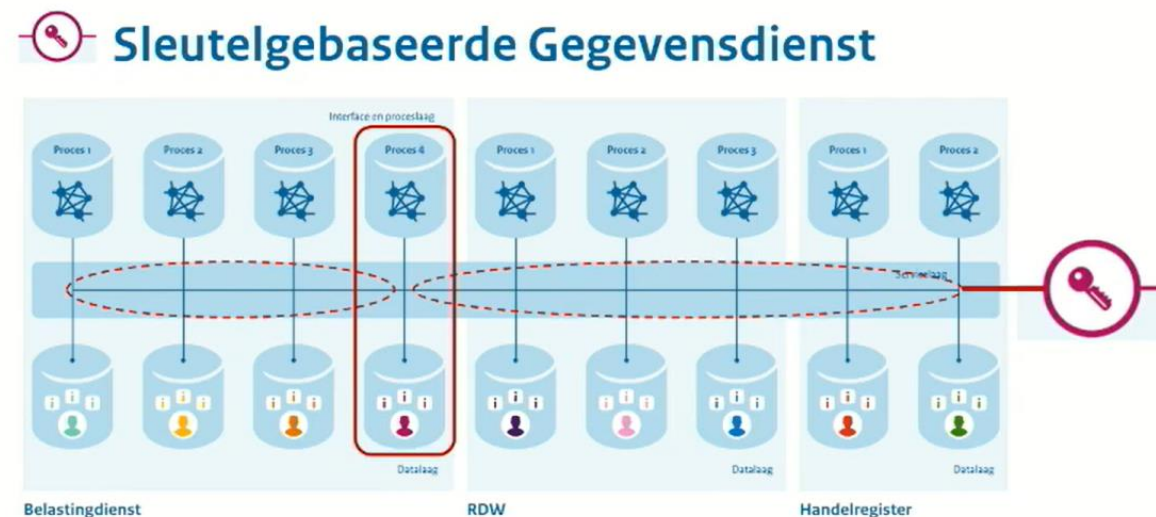 Sleutelgebaseerde Gegevensdienst
Interface en proceslaag
Proces 1
Proces 2
Proces 3
Proces 4
Proces 1
Proces 2
Proces 3
Proces 1
Proces 2
Servicelaag
i i i
i i i
i i i
i i i
i i i
i i i
i i i
i i i
i i i
Datalaag
Datalaag
Datalaag
Belastingdienst
RDW
Handelregister